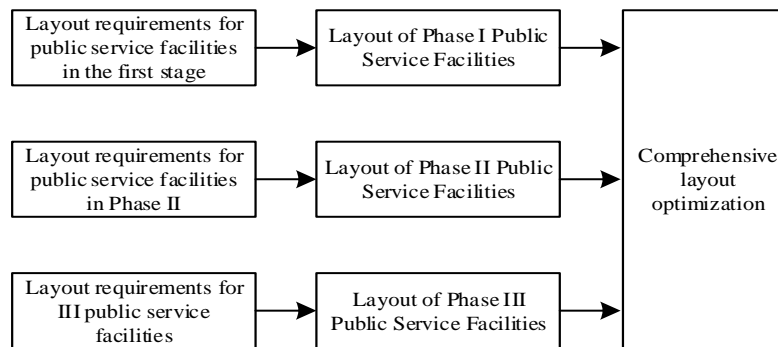 Layout requirements for
public service facilities
in the first stage
Layout of Phase I Public
Service Facilities
Layout requirements for
public service facilities
in Phase II
Layout of Phase II Public
Service Facilities
Comprehensive
layout
optimization
Layout requirements for
III public service
facilities
Layout of Phase III
Public Service Facilities